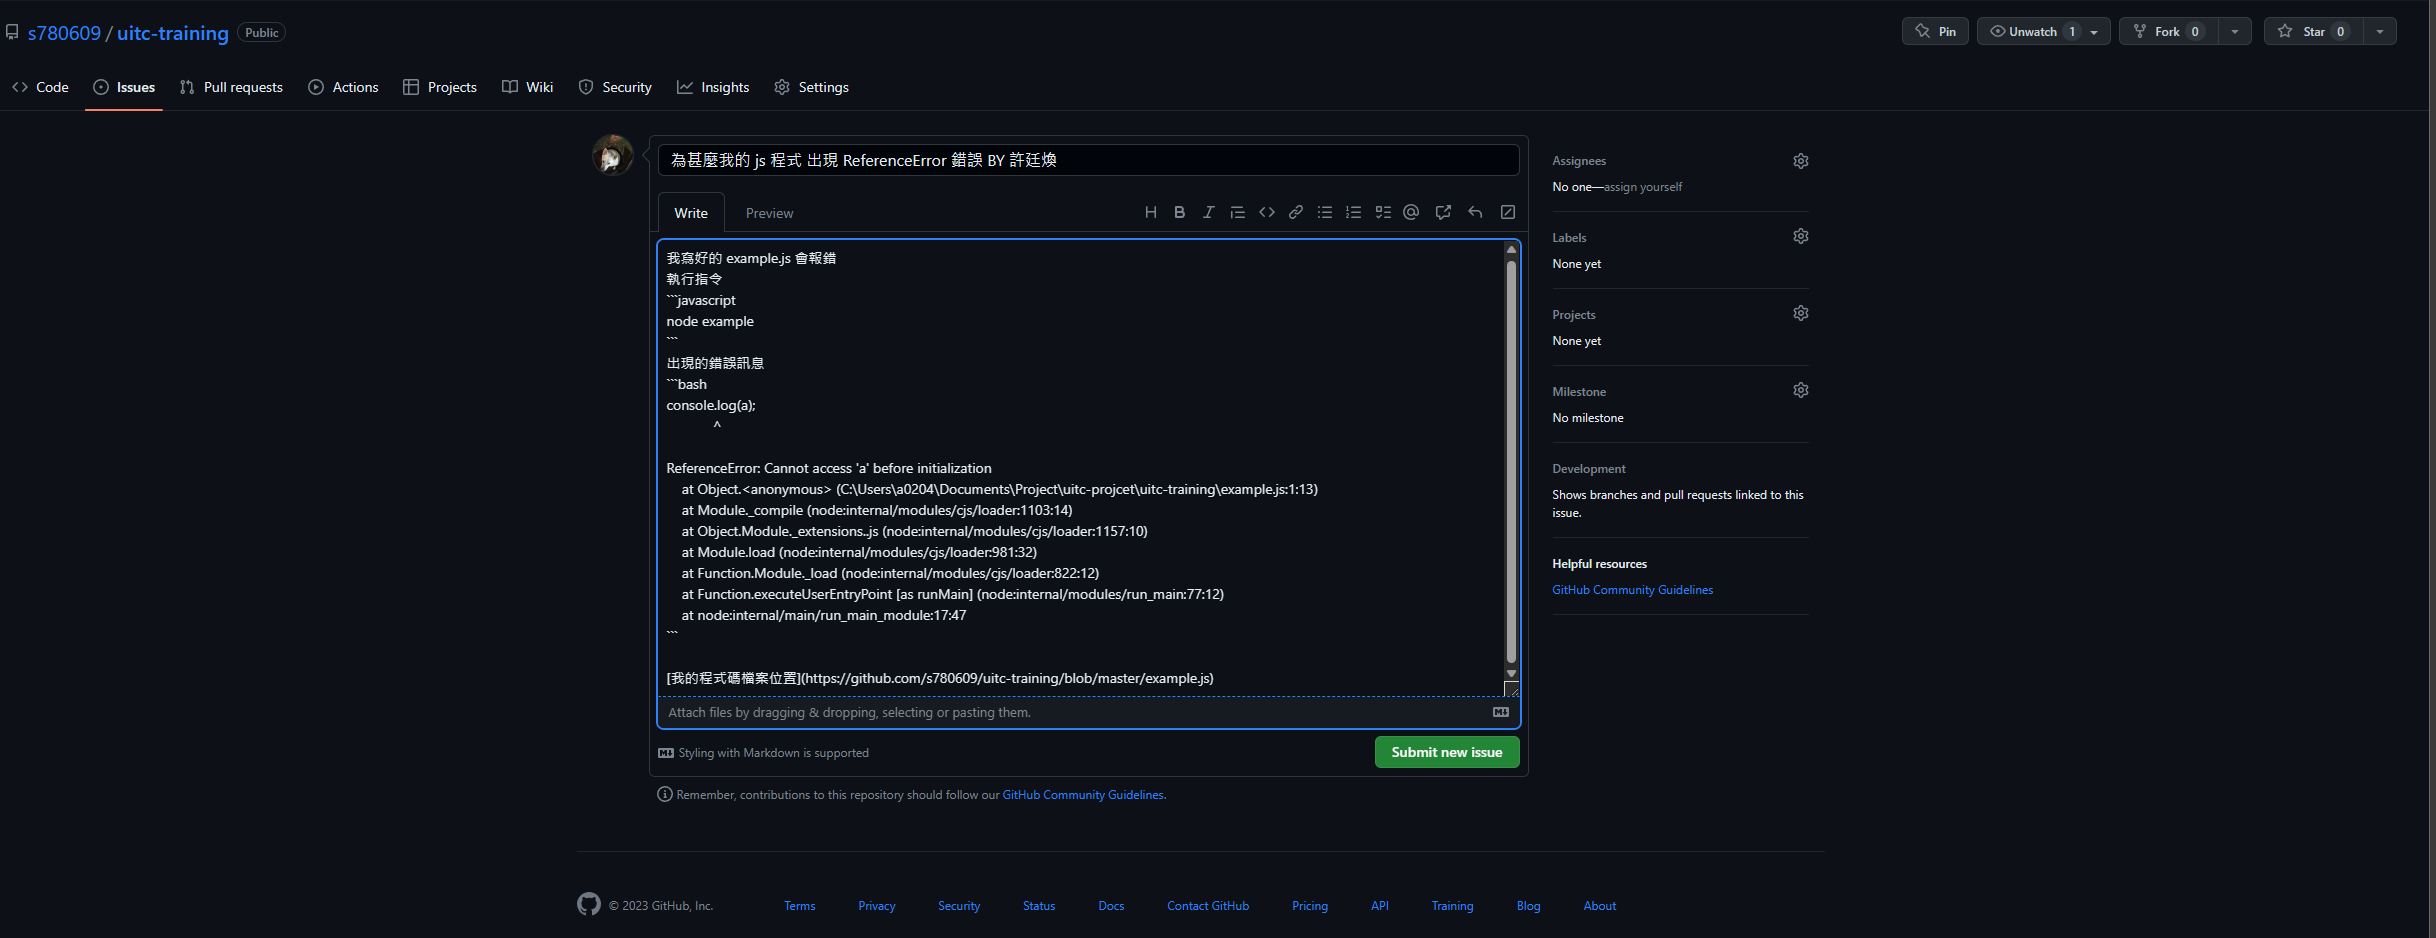 s780609 / uitc-training Public
Pin
Unwatch 1
Fork 0
Star 0
Code
Issues
Pull requests
Actions
Projects
Wiki
Security
Insights
Settings
為甚麼我的 js 程式 出現 ReferenceError 錯誤 BY 許廷煥
Write
Preview
我寫好的 example.js 會報錯
執行指令
```javascript
node example
```
出現的錯誤訊息
```bash
console.log(a);
^
ReferenceError: Cannot access 'a' before initialization
at Object.<anonymous> (C:\Users\a0204\Documents\Project\uitc-projcet\uitc-training\example.js:1:13)
at Module._compile (node:internal/modules/cjs/loader:1103:14)
at Object.Module._extensions..js (node:internal/modules/cjs/loader:1157:10)
at Module.load (node:internal/modules/cjs/loader:981:32)
at Function.Module._load (node:internal/modules/cjs/loader:822:12)
at Function.executeUserEntryPoint [as runMain] (node:internal/modules/run_main:77:12)
at node:internal/main/run_main_module:17:47
```
[我的程式碼檔案位置](https://github.com/s780609/uitc-training/blob/master/example.js)
Attach files by dragging & dropping, selecting or pasting them.
Styling with Markdown is supported
Submit new issue
Remember, contributions to this repository should follow our GitHub Community Guidelines.
Assignees
No one—assign yourself
Labels
None yet
Projects
None yet
Milestone
No milestone
Development
Shows branches and pull requests linked to this
issue.
Helpful resources
GitHub Community Guidelines
© 2023 GitHub, Inc.
Terms
Privacy
Security
Status
Docs
Contact GitHub
Pricing
API
Training
Blog
About